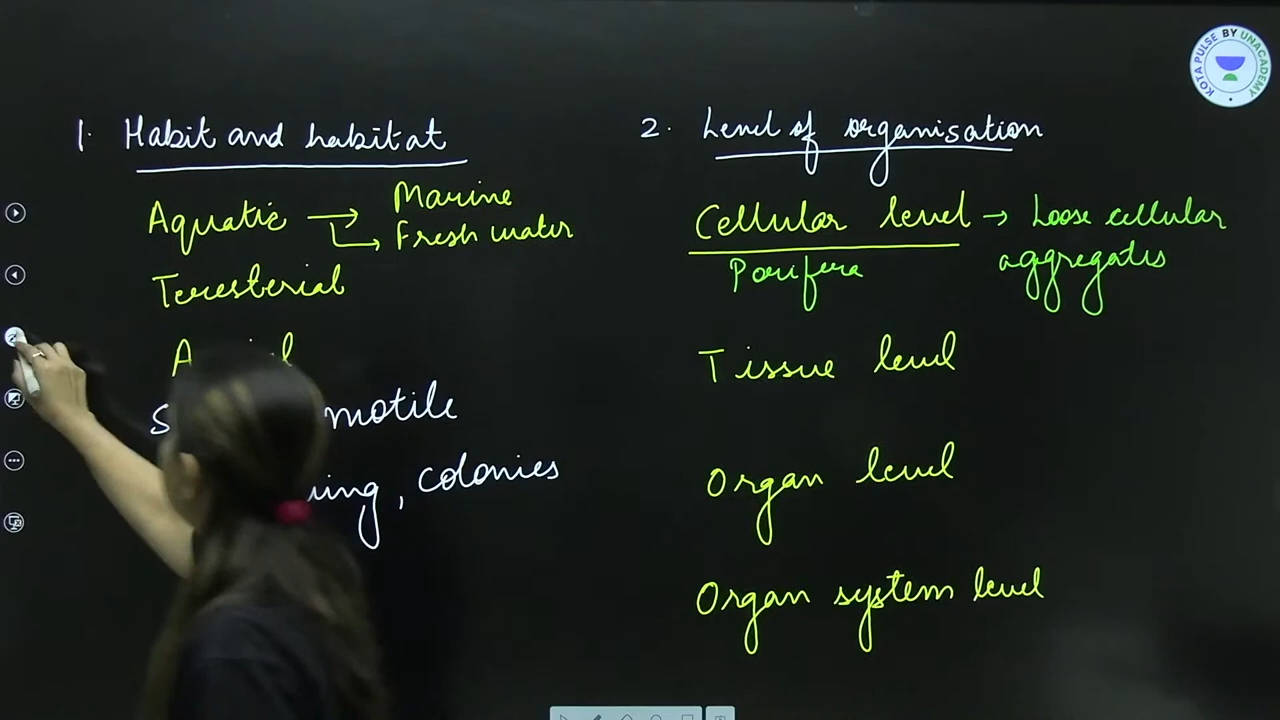 KOTA PULSE BY UNACADEMY
1. Habit and habitat
Aquatic → Marine
→ Fresh water
Teresterial
motile
, colonies
2. Level of organisation
Cellular level → Loose cellular
aggregates
Porifera
Tissue level
Organ level
Organ system level